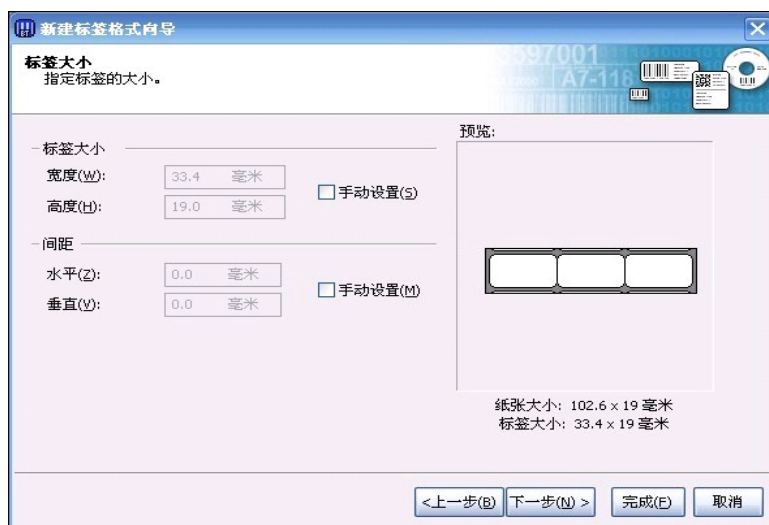 新建标签格式向导
标签大小
指定标签的大小。
3597001
A7-118
预览:
标签大小
宽度(W): 33.4 毫米
手动设置(S)
高度(H): 19.0 毫米
间距
水平(Z): 0.0 毫米
手动设置(M)
垂直(V): 0.0 毫米
纸张大小: 102.6 x 19 毫米
标签大小: 33.4 x 19 毫米
<上一步(B)
下一步(N) >
完成(F)
取消